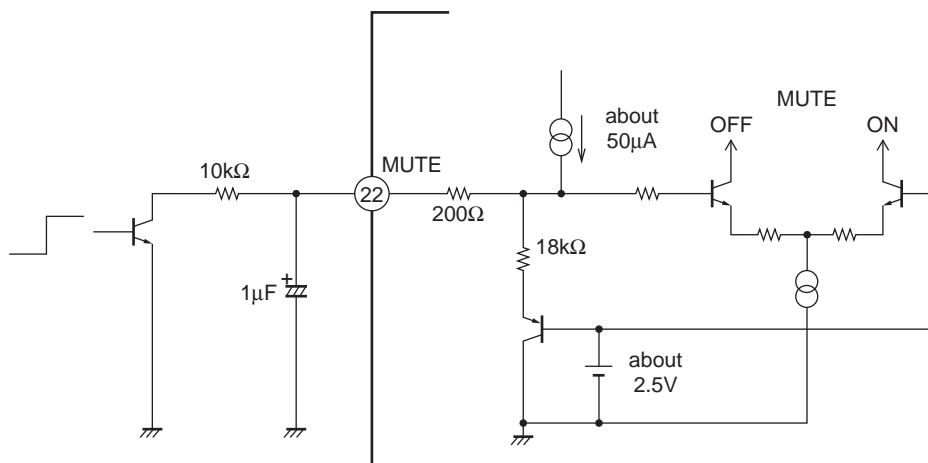 about
50μA
MUTE
OFF
ON
10kΩ
MUTE
22
200Ω
18kΩ
1μF
+
about
2.5V